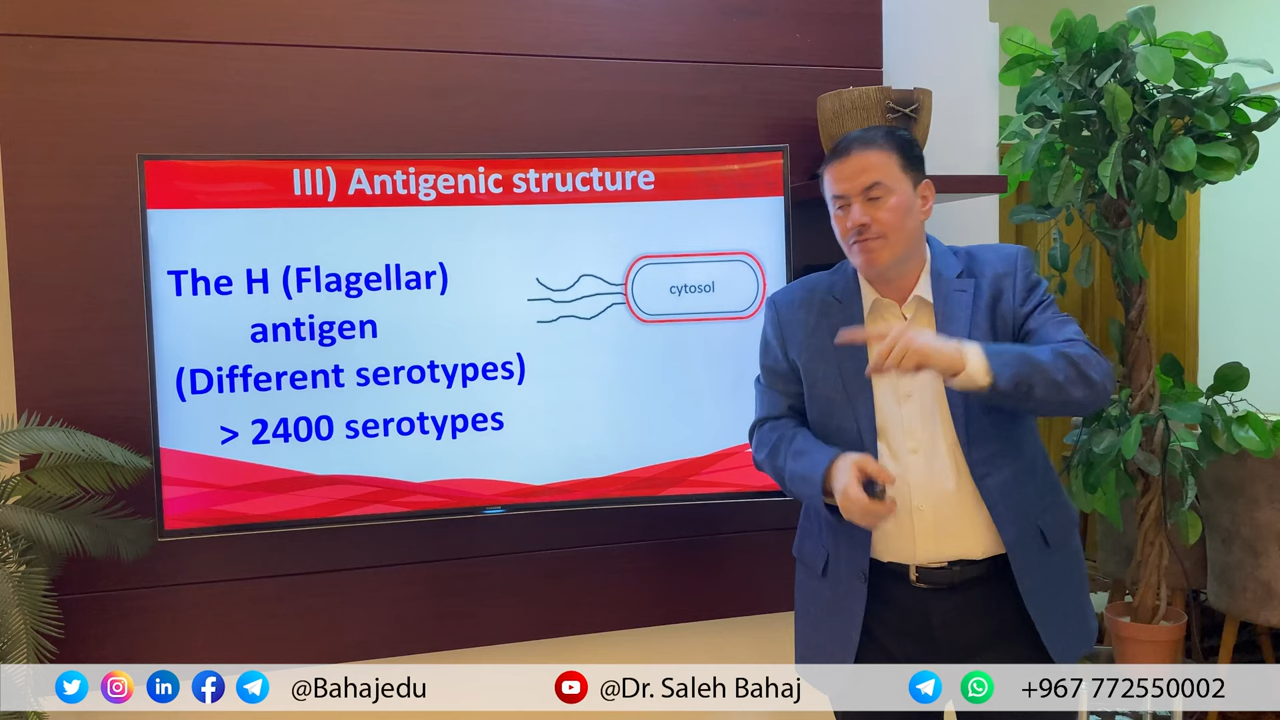 III) Antigenic structure
The H (Flagellar)
antigen
(Different serotypes)
> 2400 serotypes
cytosol
@Bahajedu
@Dr. Saleh Bahaj
+967 772550002